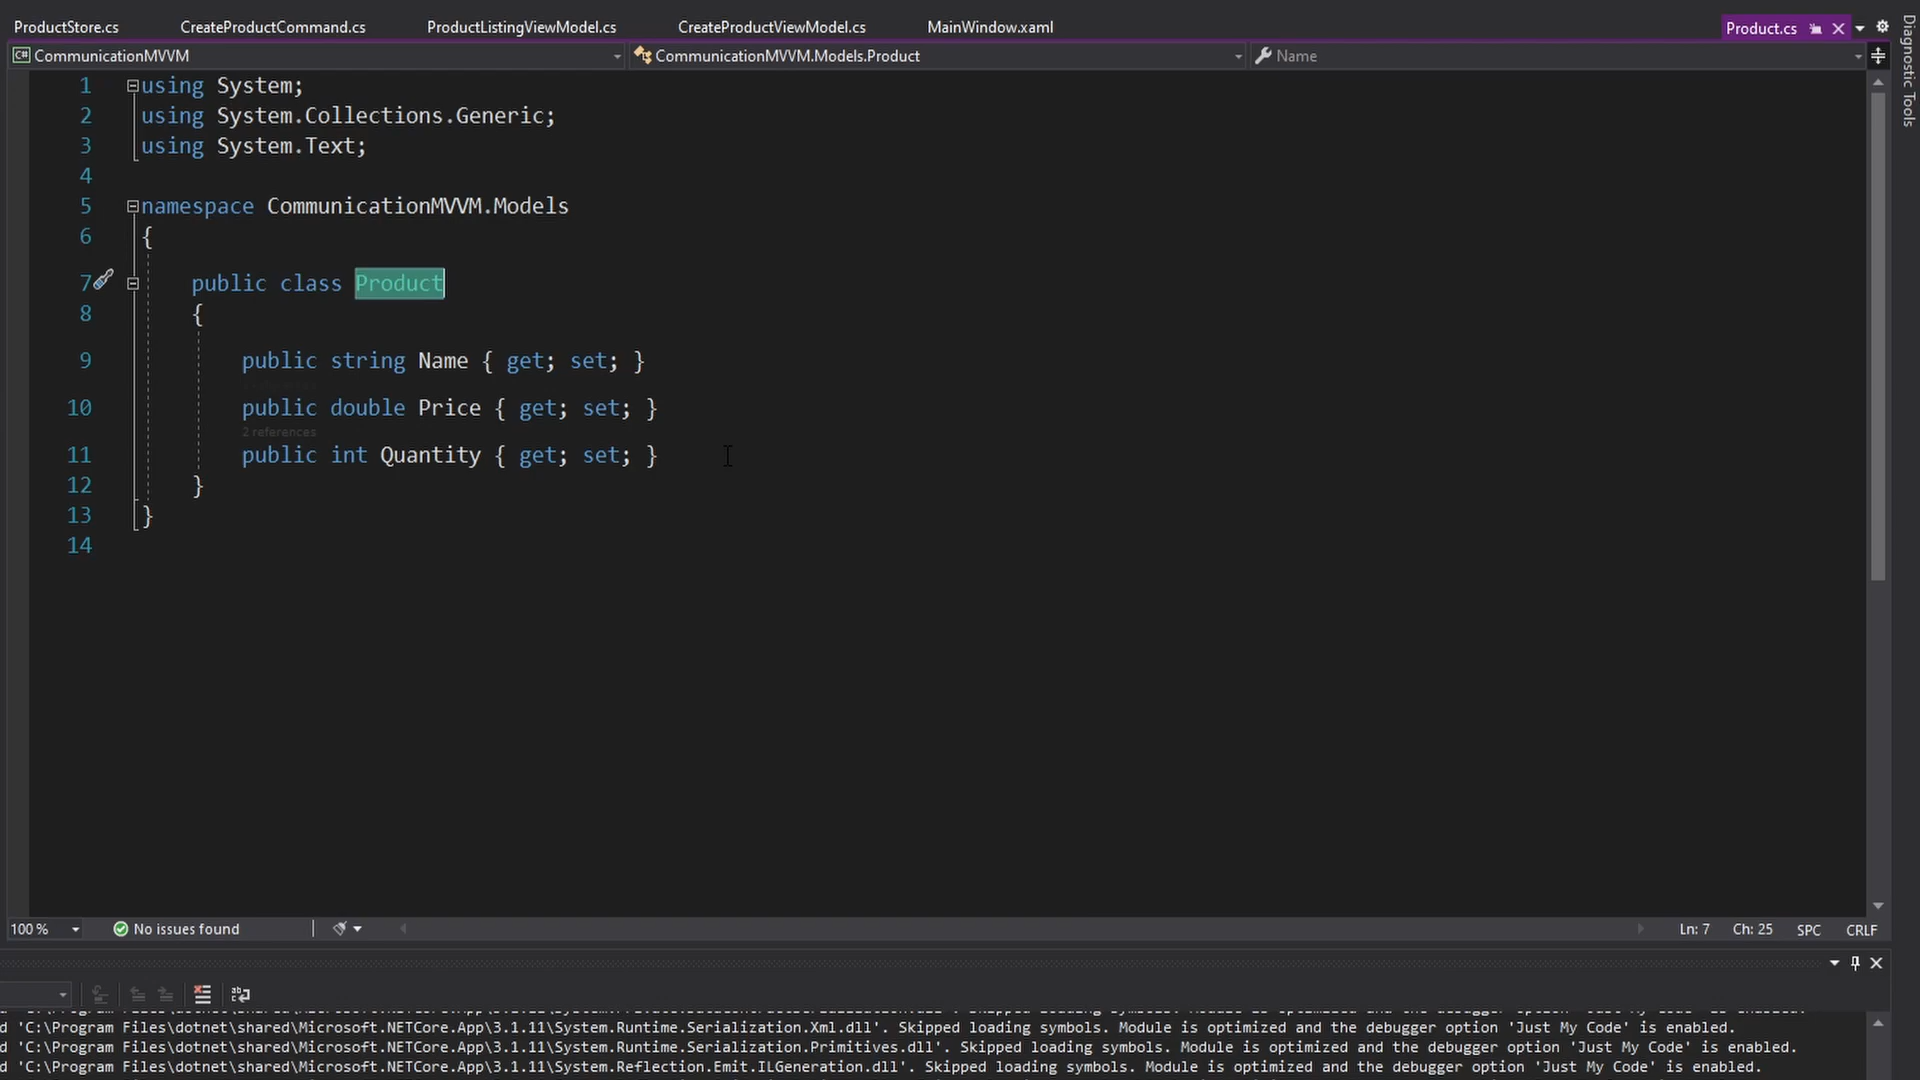 ProductStore.cs CreateProductCommand.cs ProductListingViewModel.cs CreateProductViewModel.cs MainWindow.xaml Product.cs
Diagnostic Tools
C# CommunicationMVVM CommunicationMVVM.Models.Product Name
1 using System;
2 using System.Collections.Generic;
3 using System.Text;
4
5 namespace CommunicationMVVM.Models
6 {
7 public class Product
8 {
9 public string Name { get; set; }
10 public double Price { get; set; }
2 references
11 public int Quantity { get; set; }
12 }
13 }
14
100 % No issues found Ln: 7 Ch: 25 SPC CRLF
d 'C:\Program Files\dotnet\shared\Microsoft.NETCore.App\3.1.11\System.Runtime.Serialization.Xml.dll'. Skipped loading symbols. Module is optimized and the debugger option 'Just My Code' is enabled.
d 'C:\Program Files\dotnet\shared\Microsoft.NETCore.App\3.1.11\System.Runtime.Serialization.Primitives.dll'. Skipped loading symbols. Module is optimized and the debugger option 'Just My Code' is enabled.
d 'C:\Program Files\dotnet\shared\Microsoft.NETCore.App\3.1.11\System.Reflection.Emit.ILGeneration.dll'. Skipped loading symbols. Module is optimized and the debugger option 'Just My Code' is enabled.